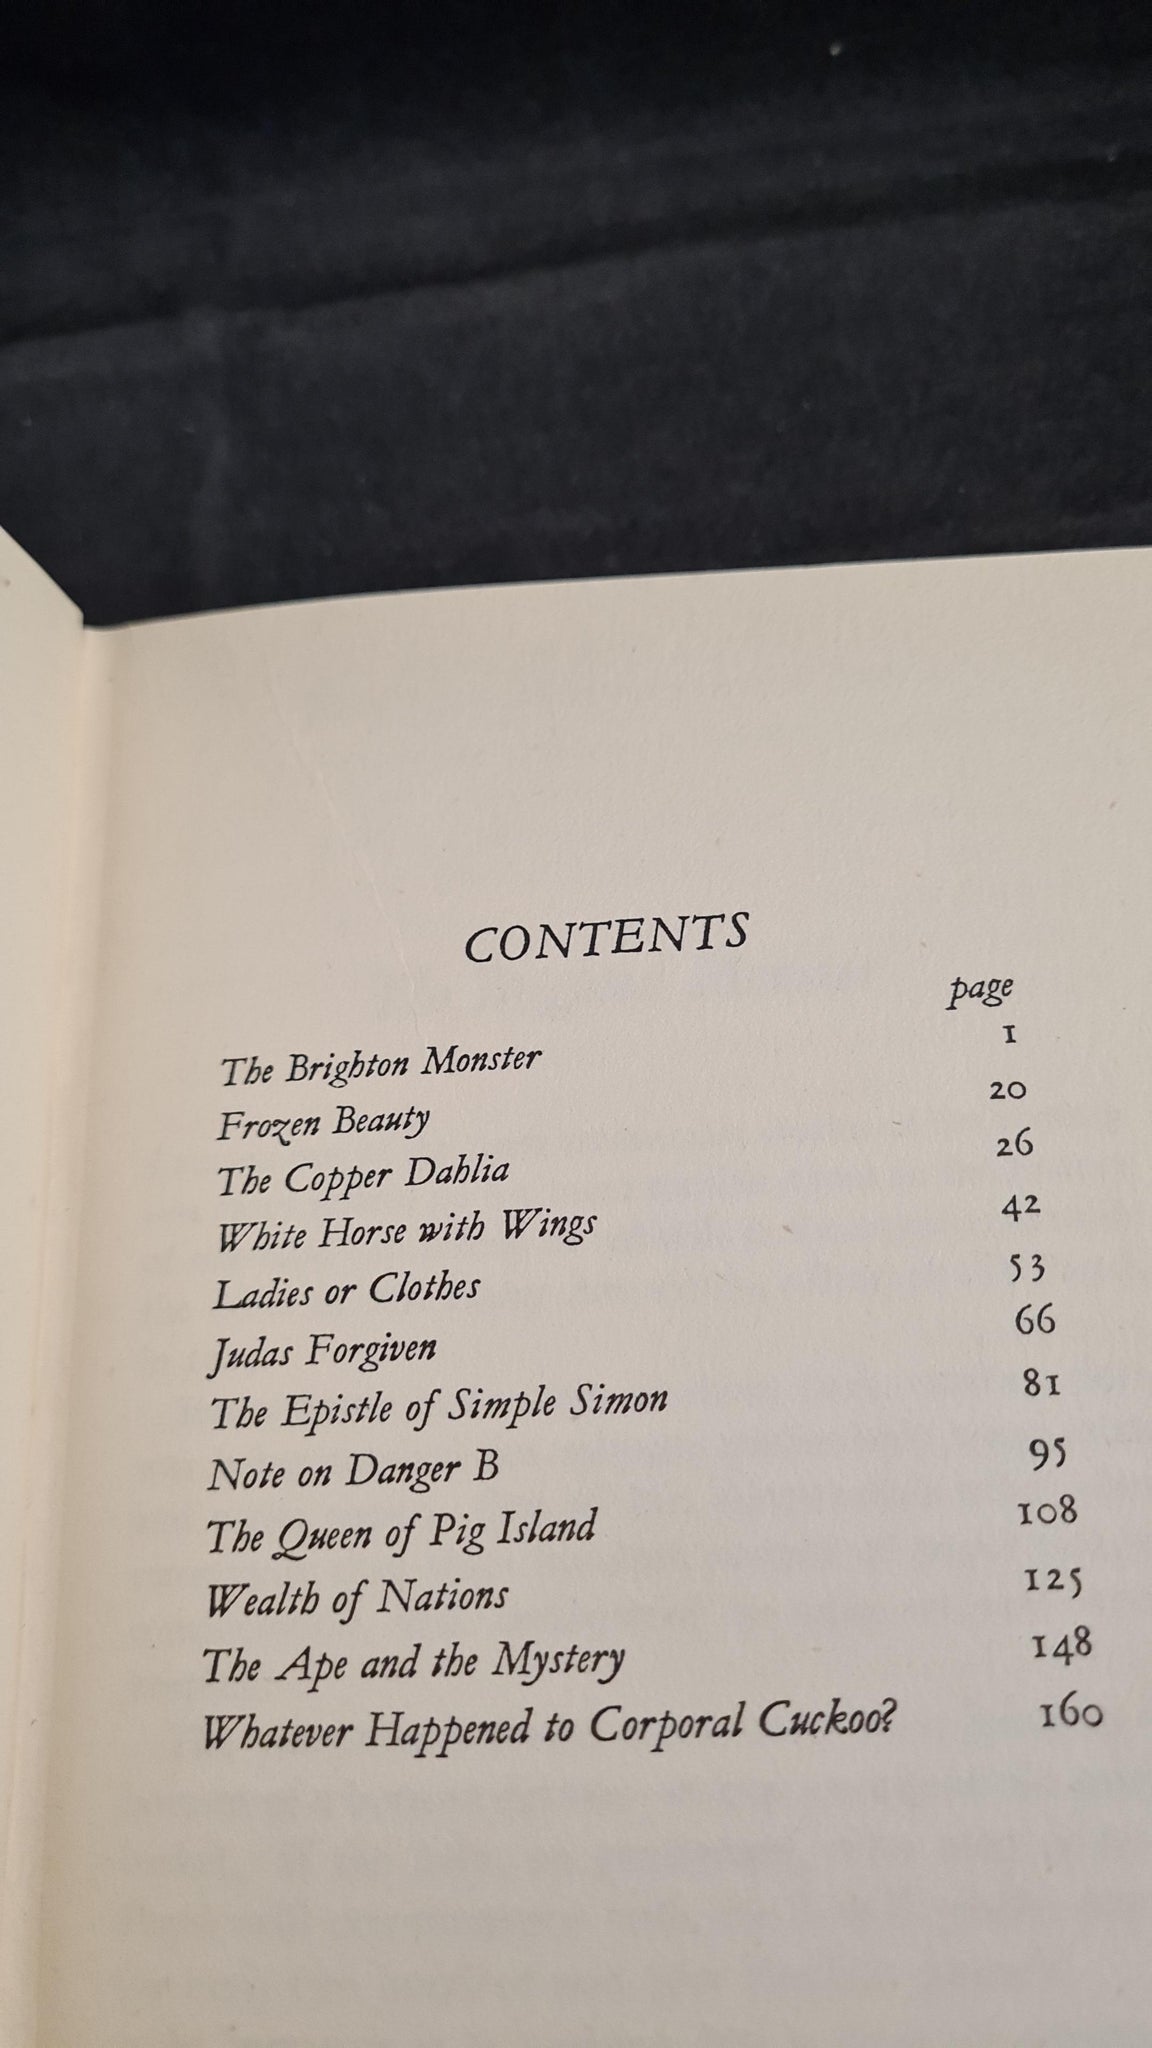 CONTENTS
page
The Brighton Monster 1
Frozen Beauty 20
The Copper Dahlia 26
White Horse with Wings 42
Ladies or Clothes 53
Judas Forgiven 66
The Epistle of Simple Simon 81
Note on Danger B 95
The Queen of Pig Island 108
Wealth of Nations 125
The Ape and the Mystery 148
Whatever Happened to Corporal Cuckoo? 160